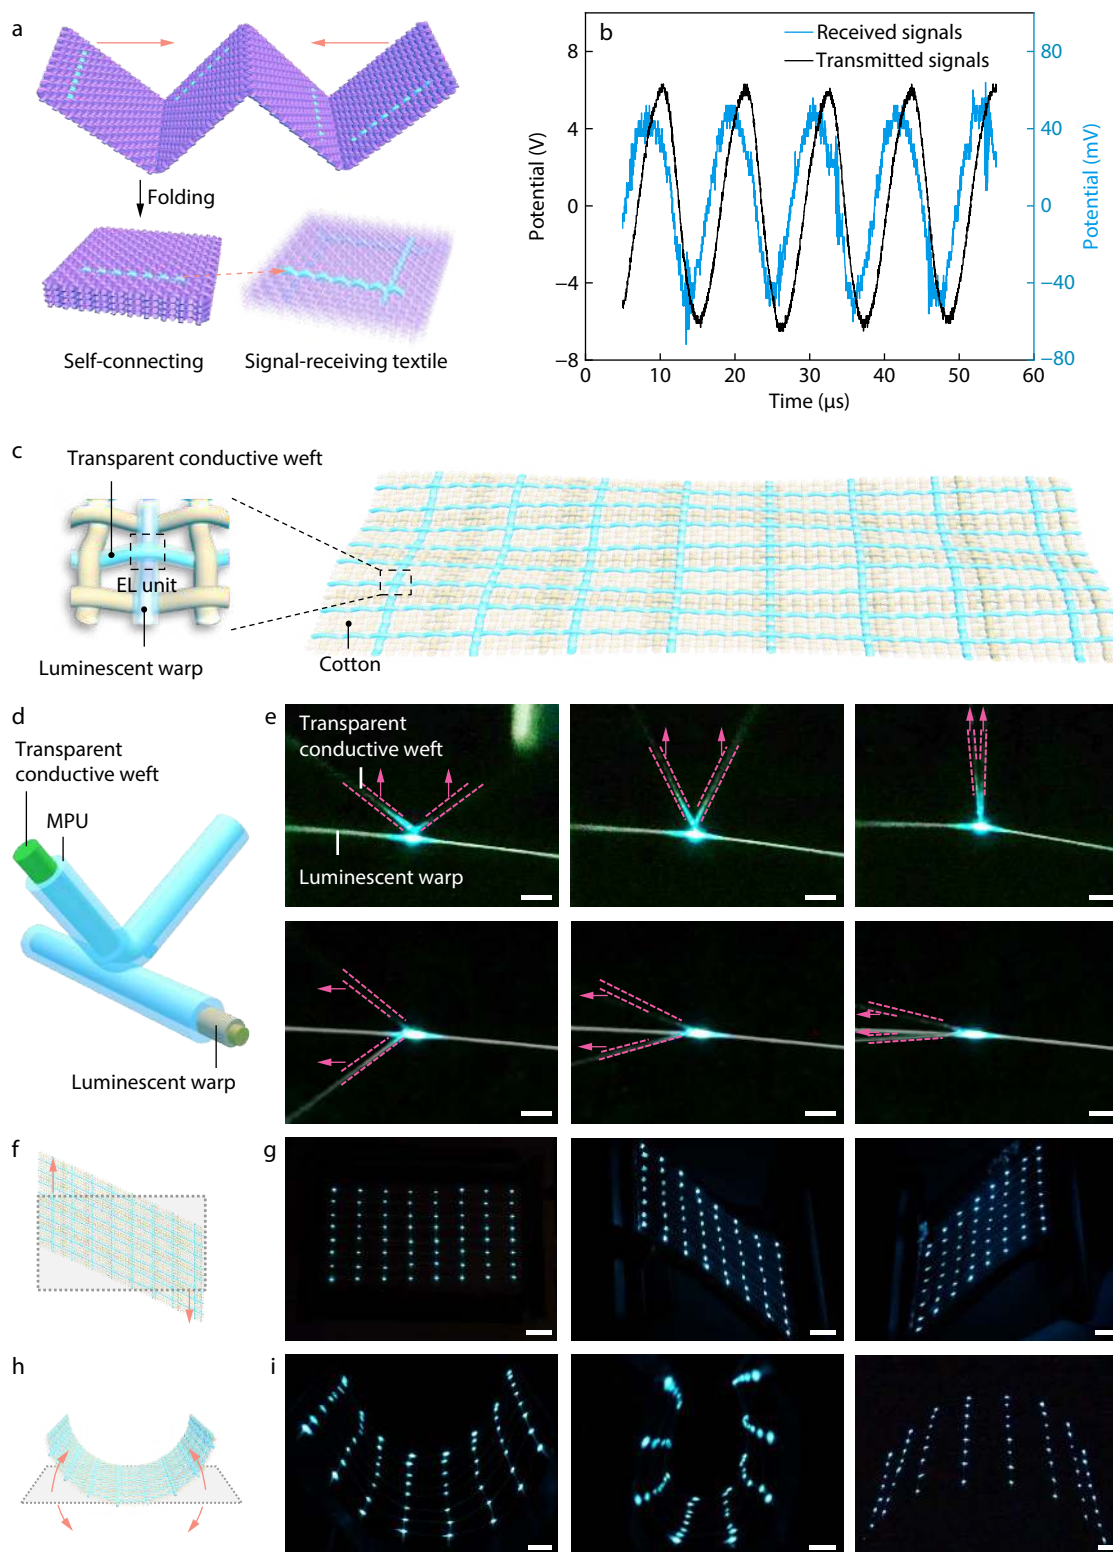 a
Folding
Self-connecting
Signal-receiving textile
b
Received signals
Transmitted signals
8
4
0
−4
−8
Potential (V)
80
40
0
−40
−80
Potential (mV)
0
10
20
30
40
50
60
Time (μs)
c
Transparent conductive weft
EL unit
Luminescent warp
Cotton
d
Transparent
conductive weft
MPU
Luminescent warp
e
Transparent
conductive weft
Luminescent warp
f
g
h
i